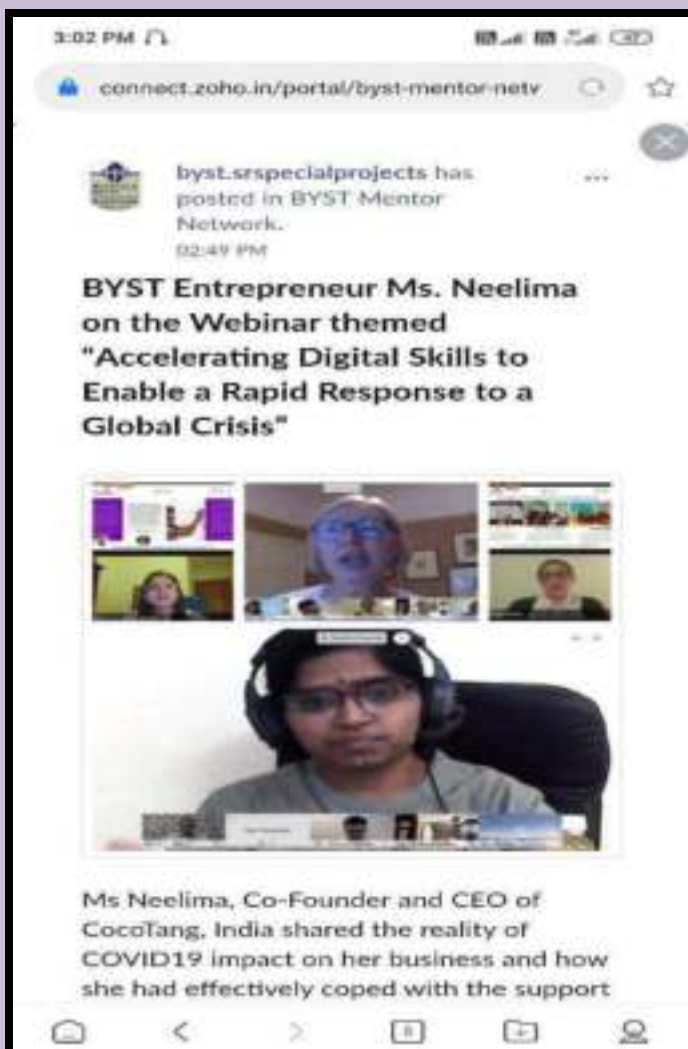 3:02 PM
connect.zoho.in/portal/byst-mentor-netv
byst.srspecialprojects has
posted in BYST Mentor
Network.
02:49 PM
BYST Entrepreneur Ms. Neelima
on the Webinar themed
"Accelerating Digital Skills to
Enable a Rapid Response to a
Global Crisis"
Ms Neelima, Co-Founder and CEO of
CocoTang, India shared the reality of
COVID19 impact on her business and how
she had effectively coped with the support